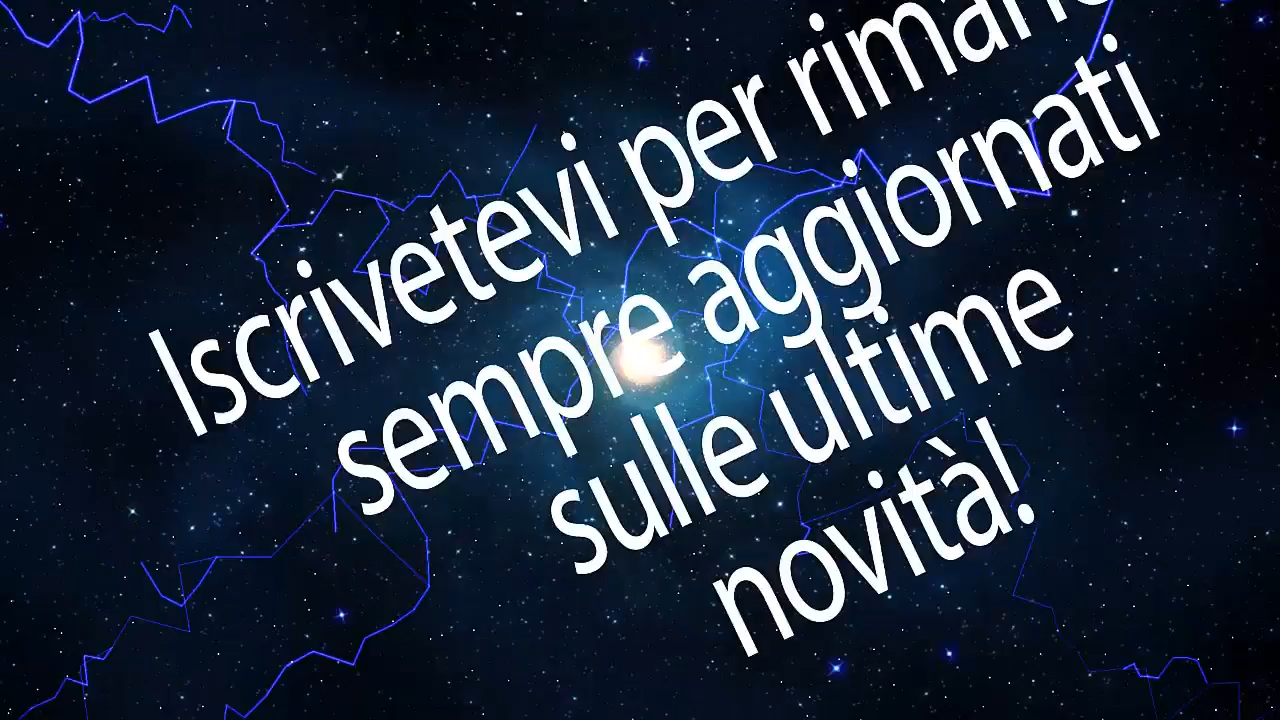 Iscrivetevi per
sempre aggiornati
sulle ultime
novità!